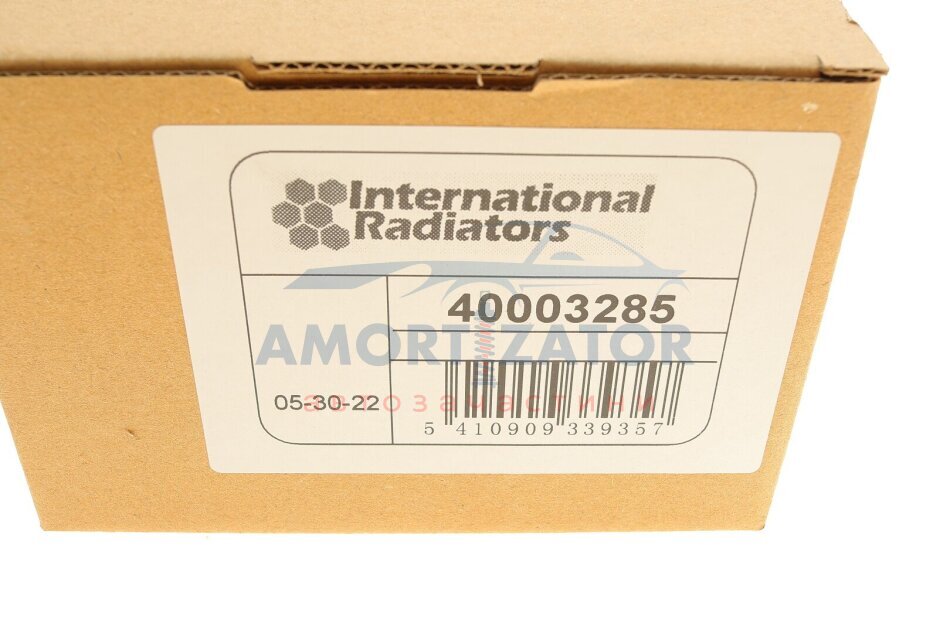 International
Radiators
40003285
AMORTIZATOR
05-30-22
автозапчастини
5 410909 339357